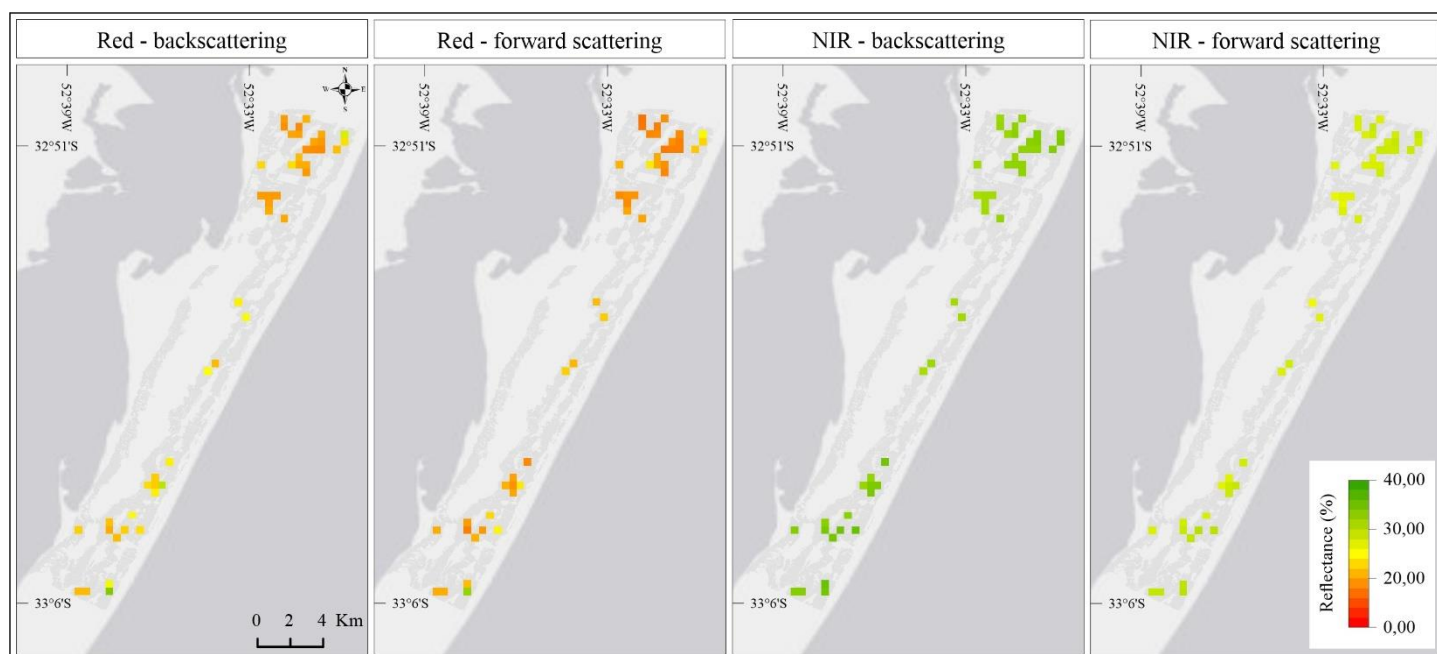 Red - backscattering
Red - forward scattering
NIR - backscattering
NIR - forward scattering
52°39'W
52°33'W
N
W E
S
52°39'W
52°33'W
52°39'W
52°33'W
52°39'W
52°33'W
32°51'S
32°51'S
32°51'S
32°51'S
33°6'S
33°6'S
33°6'S
33°6'S
0 2 4 Km
Reflectance (%)
40,00
30,00
20,00
0,00